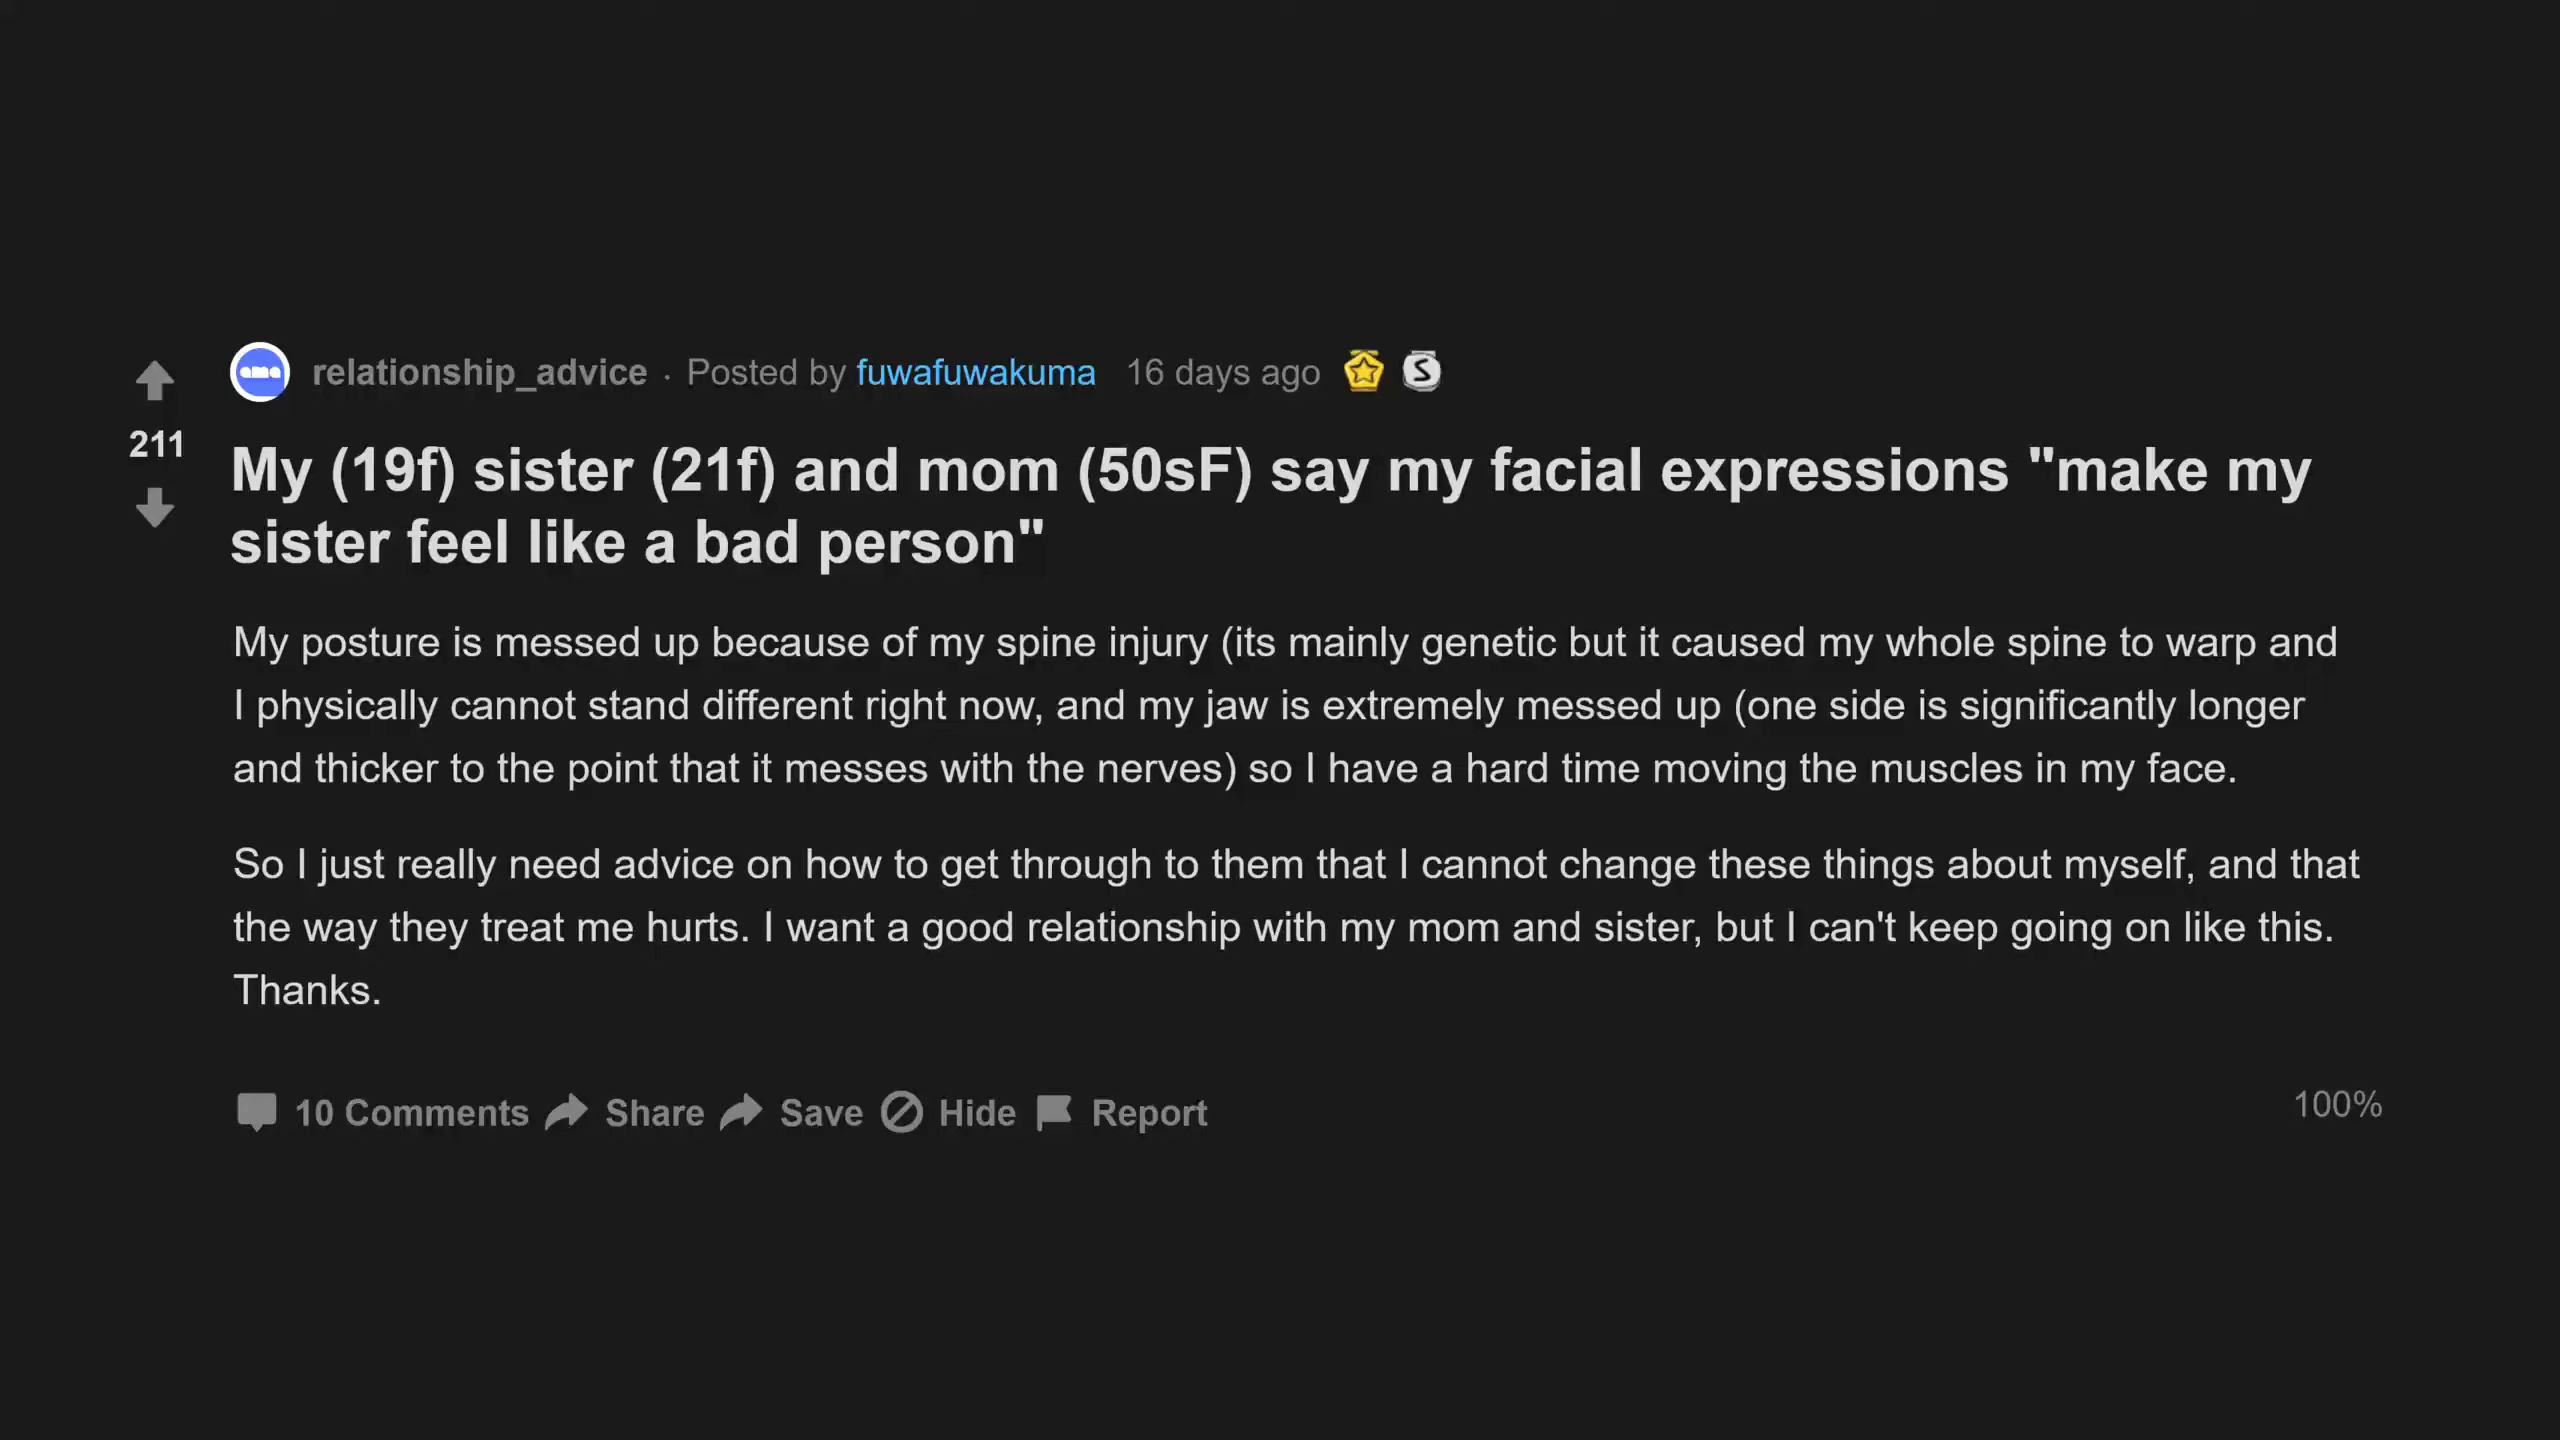 relationship_advice · Posted by fuwafuwakuma 16 days ago
211
My (19f) sister (21f) and mom (50sF) say my facial expressions "make my
sister feel like a bad person"
My posture is messed up because of my spine injury (its mainly genetic but it caused my whole spine to warp and
I physically cannot stand different right now, and my jaw is extremely messed up (one side is significantly longer
and thicker to the point that it messes with the nerves) so I have a hard time moving the muscles in my face.
So I just really need advice on how to get through to them that I cannot change these things about myself, and that
the way they treat me hurts. I want a good relationship with my mom and sister, but I can't keep going on like this.
Thanks.
10 Comments Share Save Hide Report
100%